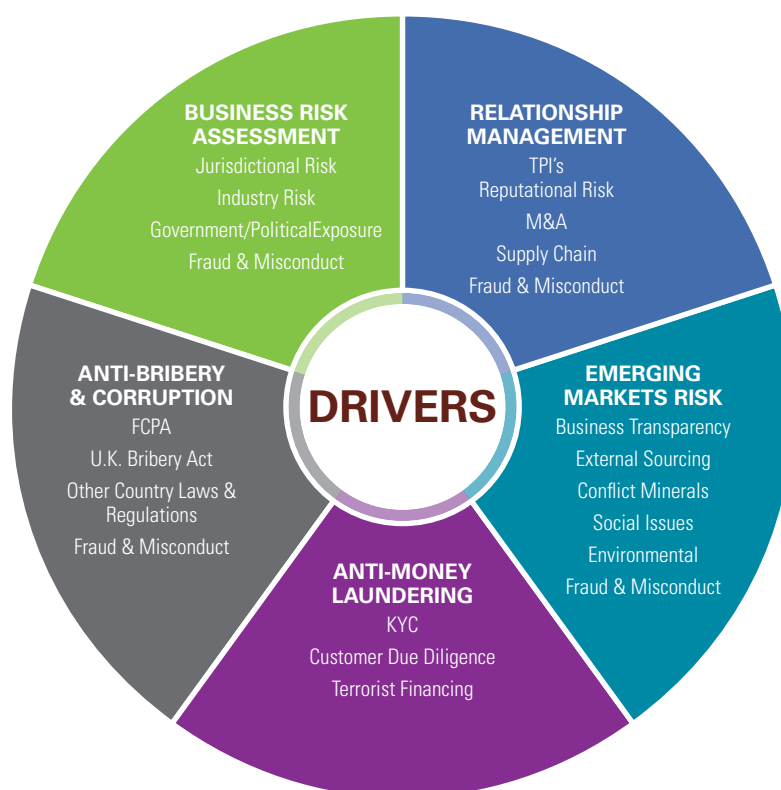 BUSINESS RISK
ASSESSMENT
Jurisdictional Risk
Industry Risk
Government/PoliticalExposure
Fraud & Misconduct
RELATIONSHIP
MANAGEMENT
TPI's
Reputational Risk
M&A
Supply Chain
Fraud & Misconduct
ANTI-BRIBERY
& CORRUPTION
FCPA
U.K. Bribery Act
Other Country Laws &
Regulations
Fraud & Misconduct
DRIVERS
EMERGING
MARKETS RISK
Business Transparency
External Sourcing
Conflict Minerals
Social Issues
Environmental
Fraud & Misconduct
ANTI-MONEY
LAUNDERING
KYC
Customer Due Diligence
Terrorist Financing